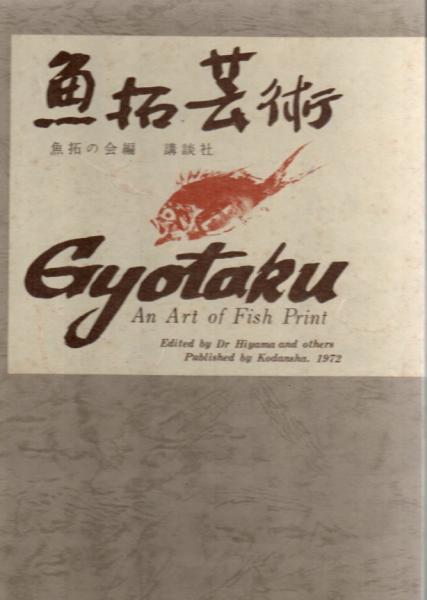 魚拓芸術
魚拓の会編 講談社
Gyotaku
An Art of Fish Print
Edited by Dr Hiyama and others
Published by Kodansha. 1972